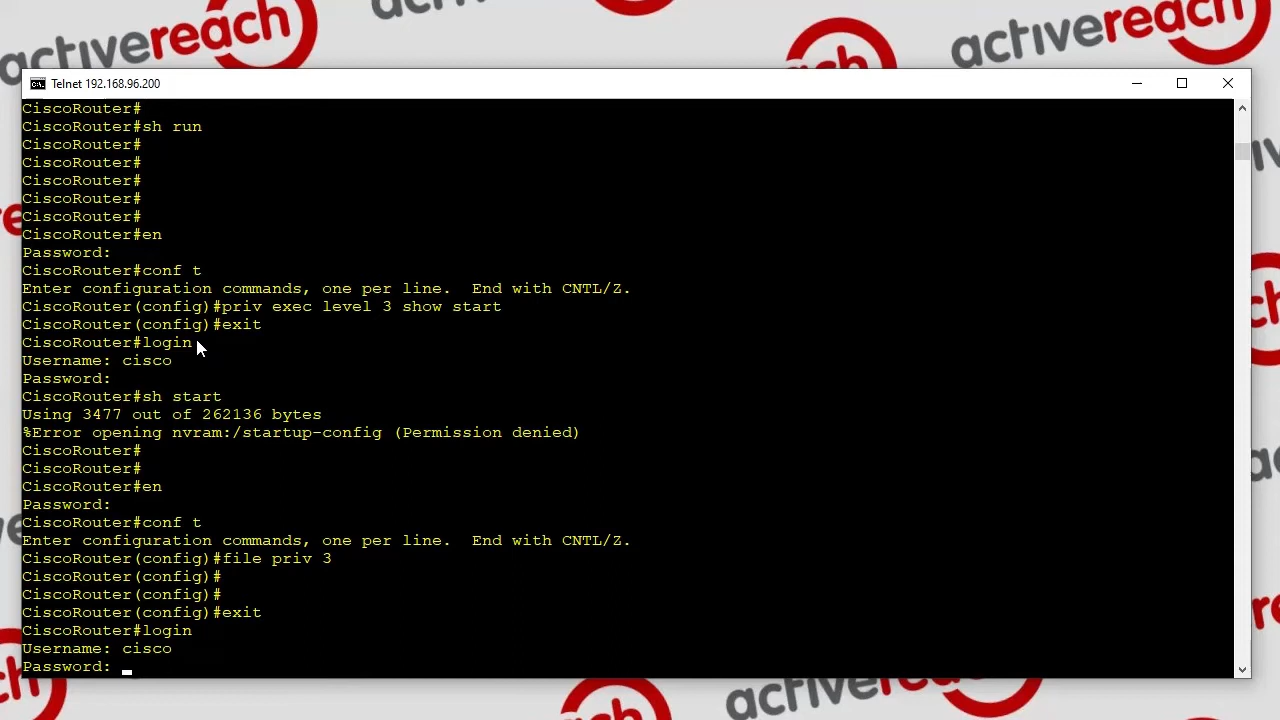 activereach
activereach
Telnet 192.168.96.200
CiscoRouter#
CiscoRouter#sh run
CiscoRouter#
CiscoRouter#
CiscoRouter#
CiscoRouter#
CiscoRouter#
CiscoRouter#en
Password:
CiscoRouter#conf t
Enter configuration commands, one per line.  End with CNTL/Z.
CiscoRouter(config)#priv exec level 3 show start
CiscoRouter(config)#exit
CiscoRouter#login
Username: cisco
Password:
CiscoRouter#sh start
Using 3477 out of 262136 bytes
%Error opening nvram:/startup-config (Permission denied)
CiscoRouter#
CiscoRouter#
CiscoRouter#en
Password:
CiscoRouter#conf t
Enter configuration commands, one per line.  End with CNTL/Z.
CiscoRouter(config)#file priv 3
CiscoRouter(config)#
CiscoRouter(config)#
CiscoRouter(config)#exit
CiscoRouter#login
Username: cisco
Password: